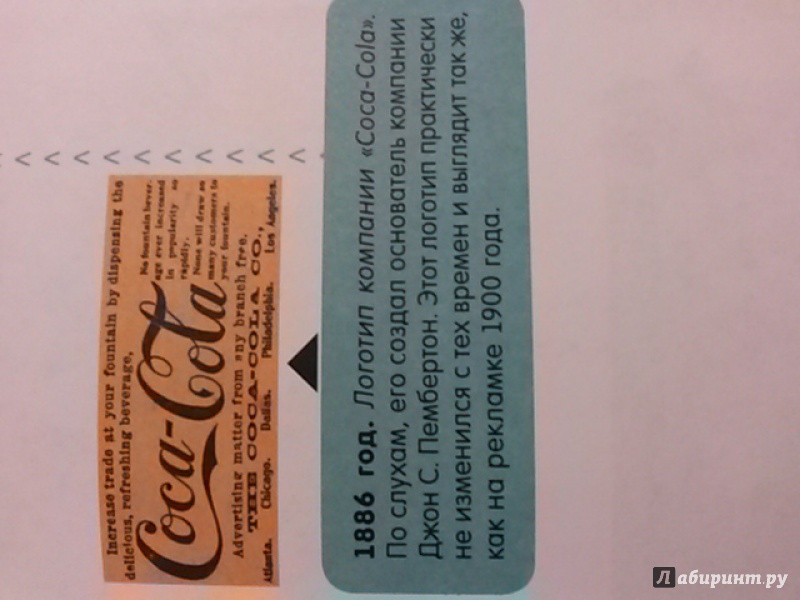 Increase trade at your fountain by dispensing the
delicious, refreshing beverage,
Coca-Cola
No fountain bever-
age ever increased
in popularity so
rapidly.
None will draw so
many customers to
your fountain.
Advertising matter from any branch free.
THE COCA-COLA CO.,
Atlanta. Chicago. Dallas. Philadelphia. Los Angeles.
1886 год. Логотип компании «Coca-Cola».
По слухам, его создал основатель компании
Джон С. Пембертон. Этот логотип практически
не изменился с тех времен и выглядит так же,
как на рекламке 1900 года.
Лабиринт.ру